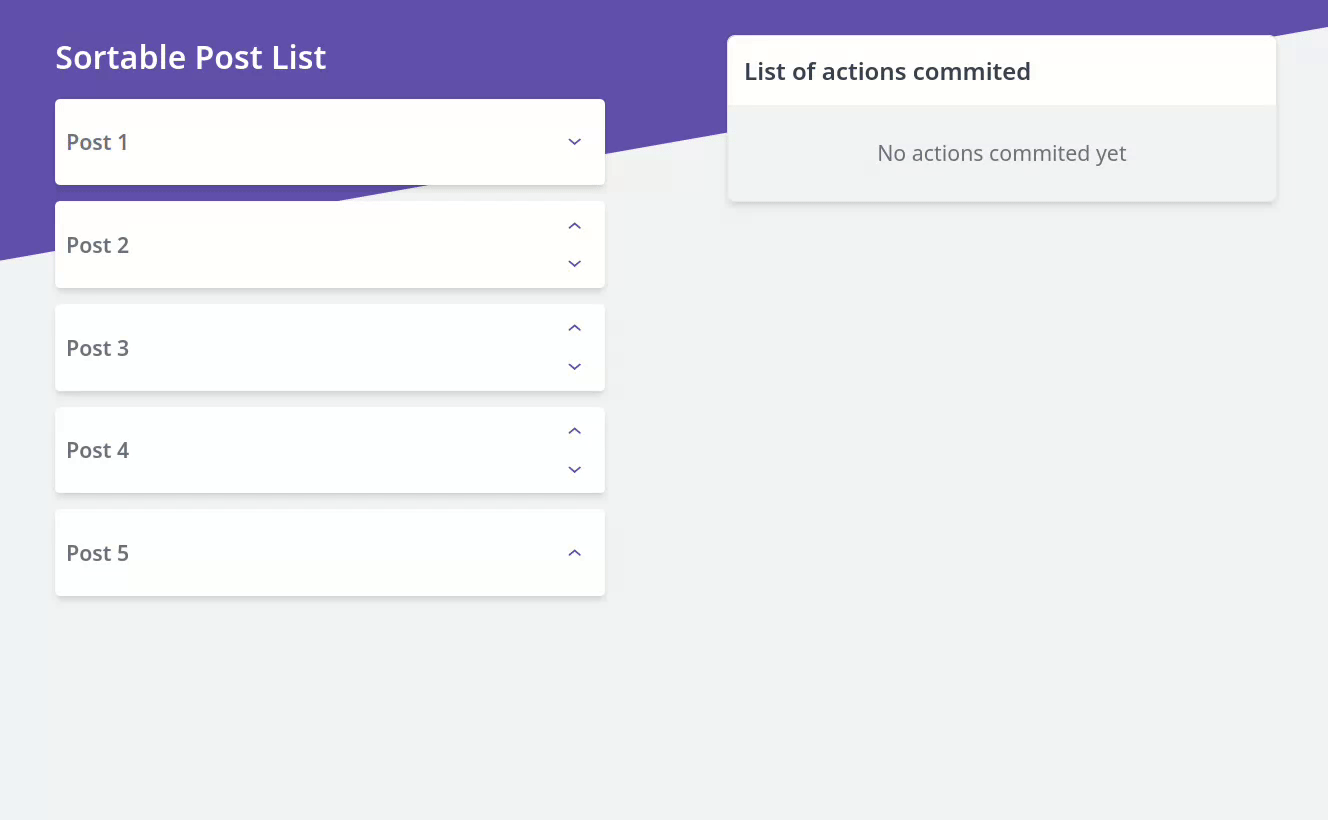 Sortable Post List
Post 1
Post 2
Post 3
Post 4
Post 5
List of actions commited
No actions commited yet